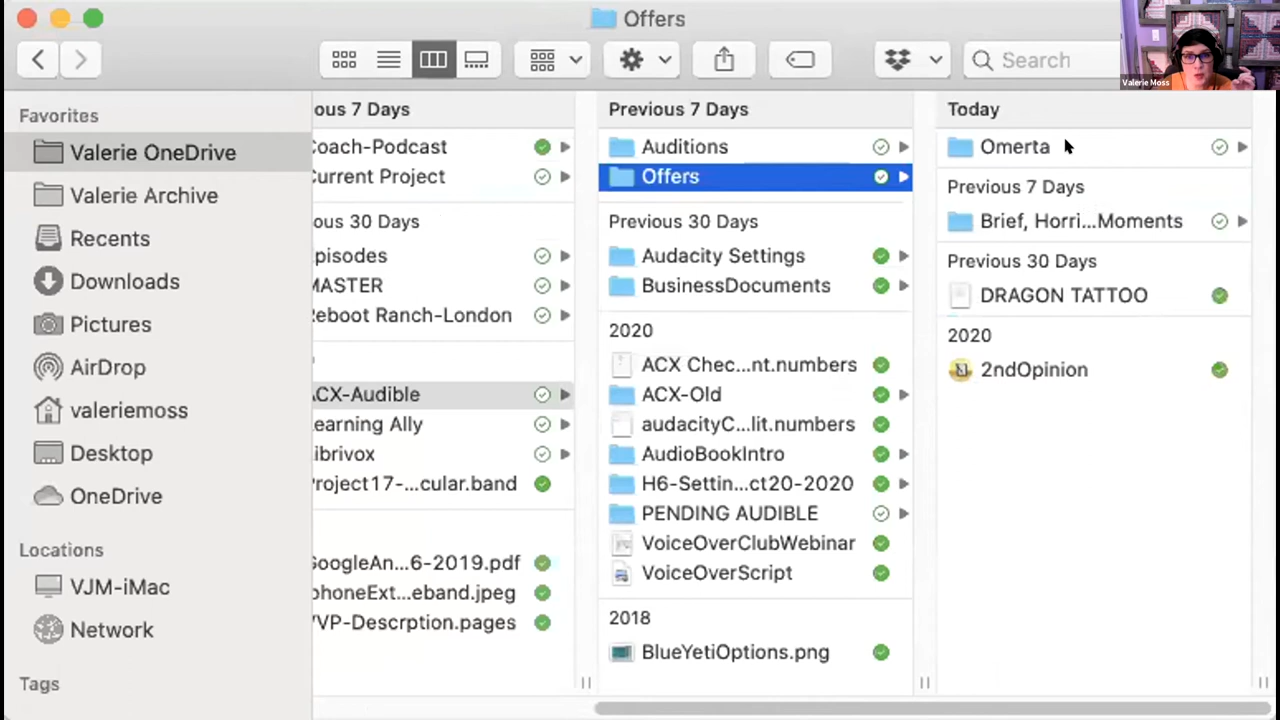 Offers
Search
Valerie Moss
Favorites
Valerie OneDrive
Valerie Archive
Recents
Downloads
Pictures
AirDrop
valeriemoss
Desktop
OneDrive
Locations
VJM-iMac
Network
Tags
ous 7 Days
Coach-Podcast
Current Project
ous 30 Days
Episodes
MASTER
Reboot Ranch-London
ACX-Audible
Learning Ally
Librivox
Project17-...cular.band
GoogleAn...6-2019.pdf
phoneExt...eband.jpeg
VVP-Descrption.pages
Previous 7 Days
Auditions
Offers
Previous 30 Days
Audacity Settings
BusinessDocuments
2020
ACX Chec...nt.numbers
ACX-Old
audacityC...lit.numbers
AudioBookIntro
H6-Settin...ct20-2020
PENDING AUDIBLE
VoiceOverClubWebinar
VoiceOverScript
2018
BlueYetiOptions.png
Today
Omerta
Previous 7 Days
Brief, Horri...Moments
Previous 30 Days
DRAGON TATTOO
2020
2ndOpinion